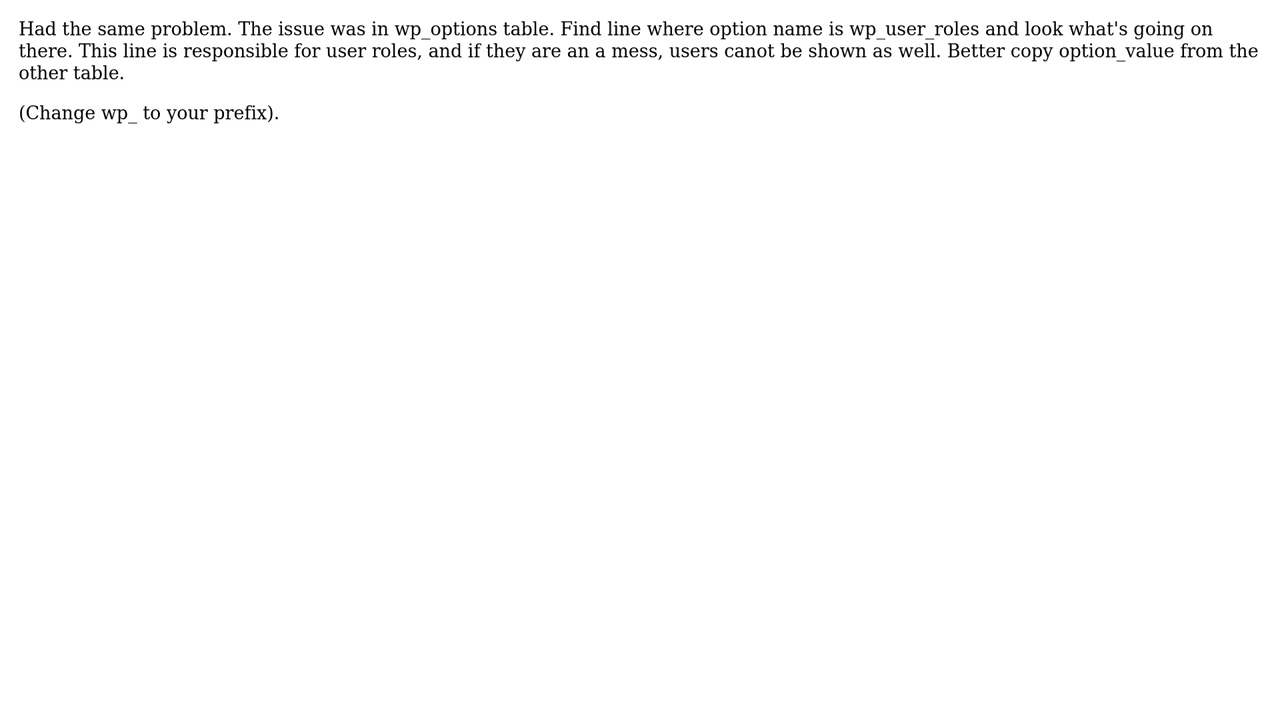 Had the same problem. The issue was in wp_options table. Find line where option name is wp_user_roles and look what's going on
there. This line is responsible for user roles, and if they are an a mess, users canot be shown as well. Better copy option_value from the
other table.
(Change wp_ to your prefix).